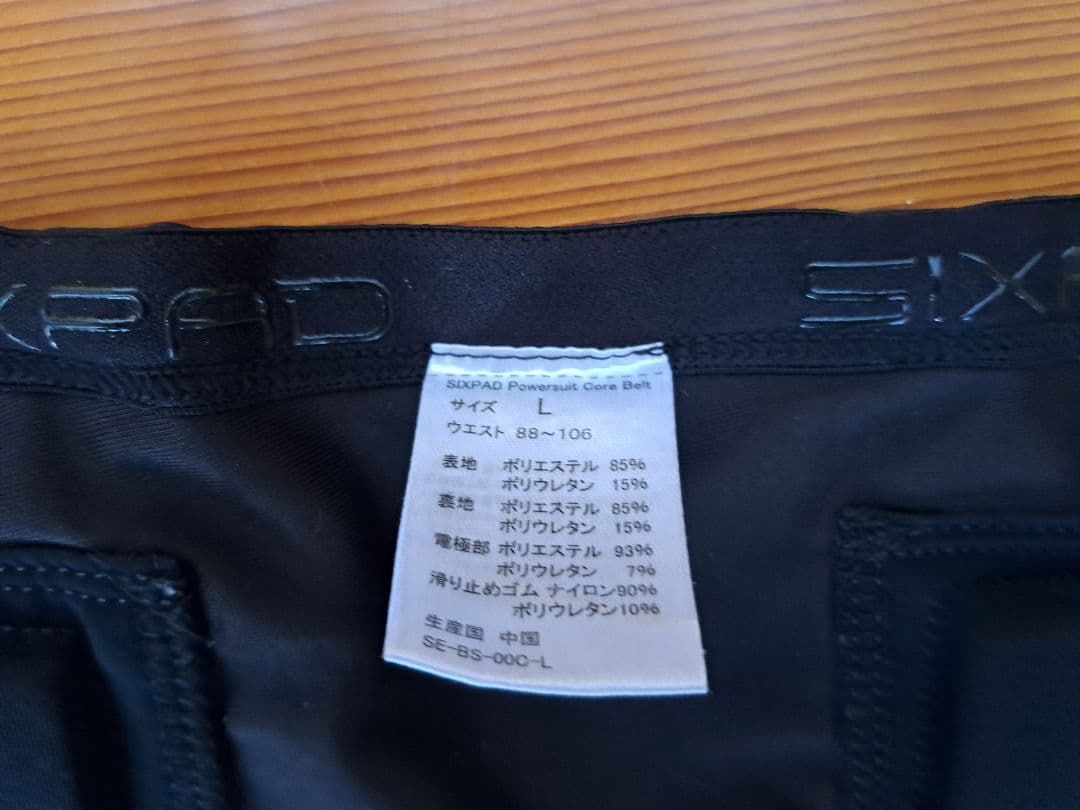 XPAD SIXP
SIXPAD Powersuit Core Belt
サイズ L
ウエスト 88～106
表地 ポリエステル 85%
ポリウレタン 15%
裏地 ポリエステル 85%
ポリウレタン 15%
電極部 ポリエステル 93%
ポリウレタン 7%
滑り止めゴム ナイロン90%
ポリウレタン10%
生産国 中国
SE-BS-00C-L